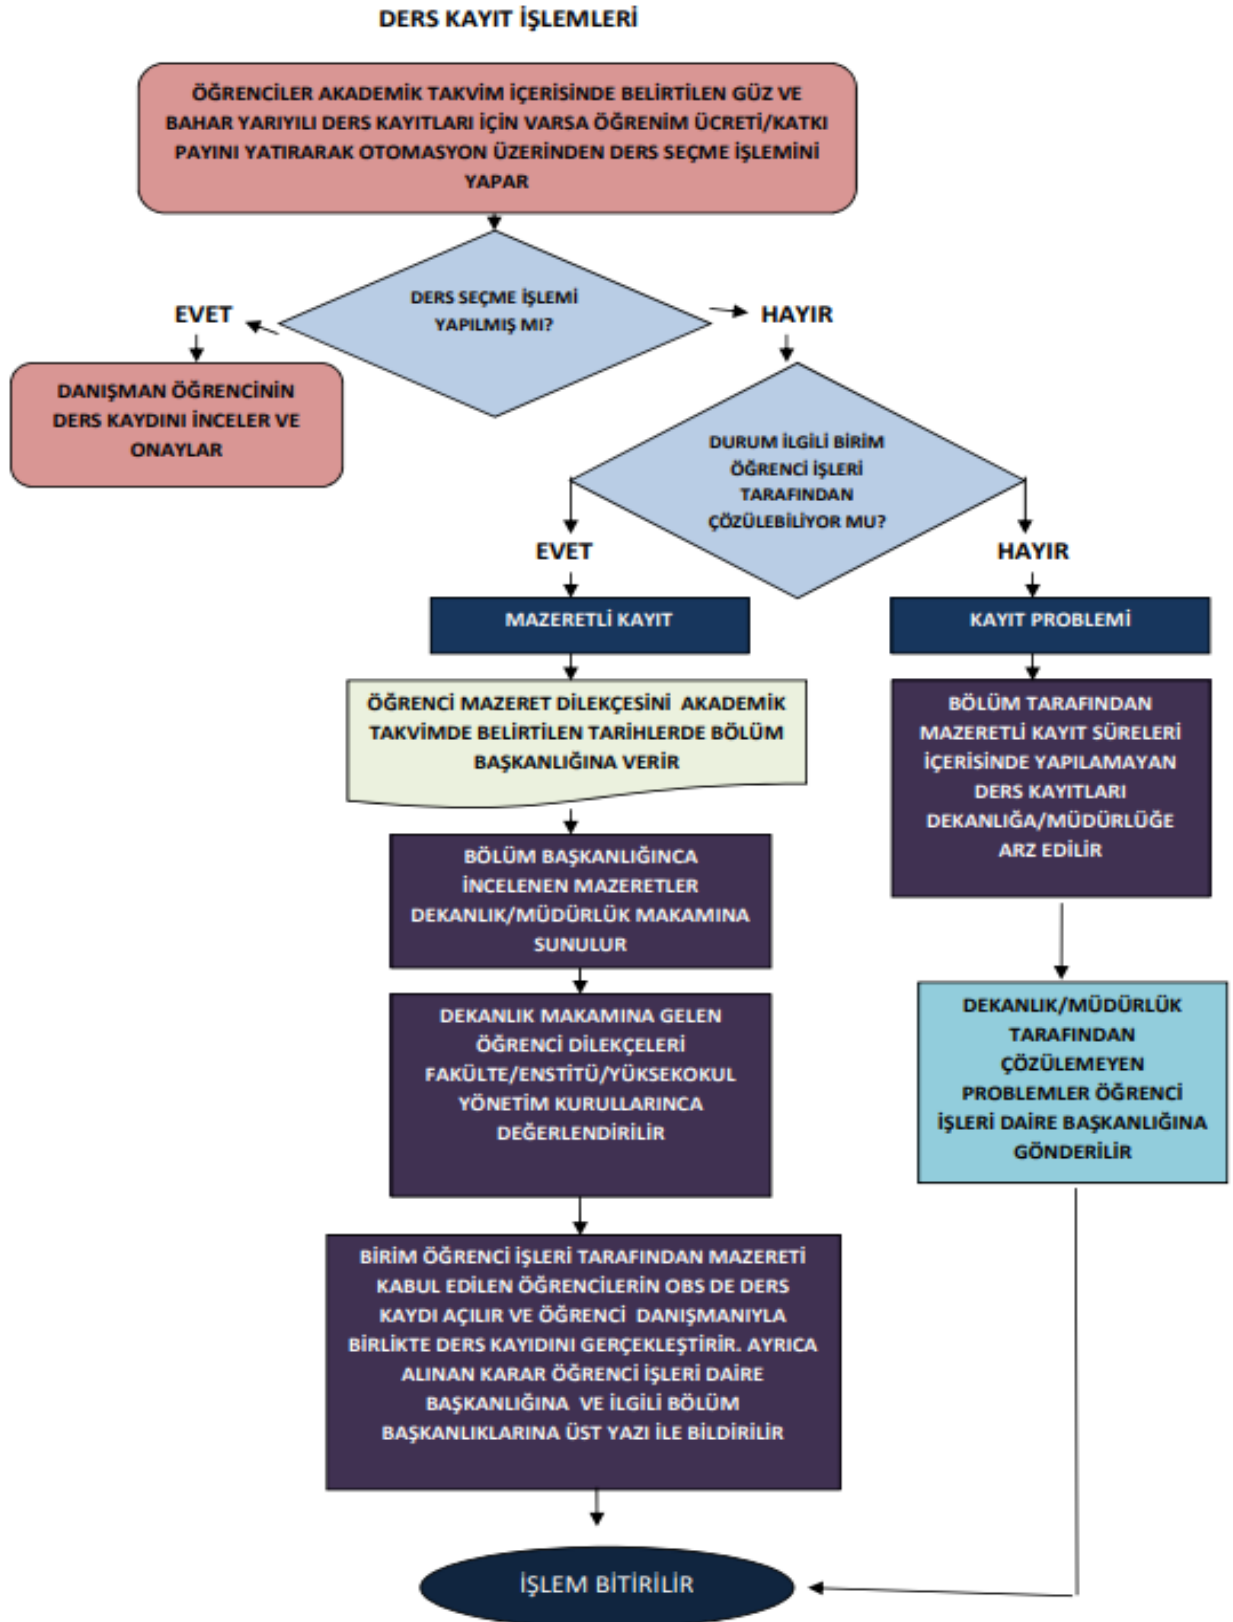 DERS KAYIT İŞLEMLERİ
ÖĞRENCİLER AKADEMİK TAKVİM İÇERİSİNDE BELİRTİLEN GÜZ VE
BAHAR YARIYILI DERS KAYITLARI İÇİN VARSA ÖĞRENİM ÜCRETİ/KATKI
PAYINI YATIRARAK OTOMASYON ÜZERİNDEN DERS SEÇME İŞLEMİNİ
YAPAR
DERS SEÇME İŞLEMİ
YAPILMIŞ MI?
EVET
HAYIR
DANIŞMAN ÖĞRENCİNİN
DERS KAYDINI İNCELER VE
ONAYLAR
DURUM İLGİLİ BİRİM
ÖĞRENCİ İŞLERİ
TARAFINDAN
ÇÖZÜLEBİLİYOR MU?
EVET
HAYIR
MAZERETLİ KAYIT
ÖĞRENCİ MAZERET DİLEKÇESİNİ AKADEMİK
TAKVİMDE BELİRTİLEN TARİHLERDE BÖLÜM
BAŞKANLIĞINA VERİR
BÖLÜM BAŞKANLIĞINCA
İNCELENEN MAZERETLER
DEKANLIK/MÜDÜRLÜK MAKAMINA
SUNULUR
DEKANLIK MAKAMINA GELEN
ÖĞRENCİ DİLEKÇELERİ
FAKÜLTE/ENSTİTÜ/YÜKSEKOKUL
YÖNETİM KURULLARINCA
DEĞERLENDİRİLİR
BİRİM ÖĞRENCİ İŞLERİ TARAFINDAN MAZERETİ
KABUL EDİLEN ÖĞRENCİLERİN OBS DE DERS
KAYDI AÇILIR VE ÖĞRENCİ DANIŞMANIYLA
BİRLİKTE DERS KAYIDINI GERÇEKLEŞTİRİR. AYRICA
ALINAN KARAR ÖĞRENCİ İŞLERİ DAİRE
BAŞKANLIĞINA VE İLGİLİ BÖLÜM
BAŞKANLIKLARINA ÜST YAZI İLE BİLDİRİLİR
KAYIT PROBLEMİ
BÖLÜM TARAFINDAN
MAZERETLİ KAYIT SÜRELERİ
İÇERİSİNDE YAPILAMAYAN
DERS KAYITLARI
DEKANLIĞA/MÜDÜRLÜĞE
ARZ EDİLİR
DEKANLIK/MÜDÜRLÜK
TARAFINDAN
ÇÖZÜLEMEYEN
PROBLEMLER ÖĞRENCİ
İŞLERİ DAİRE BAŞKANLIĞINA
GÖNDERİLİR
İŞLEM BİTİRİLİR